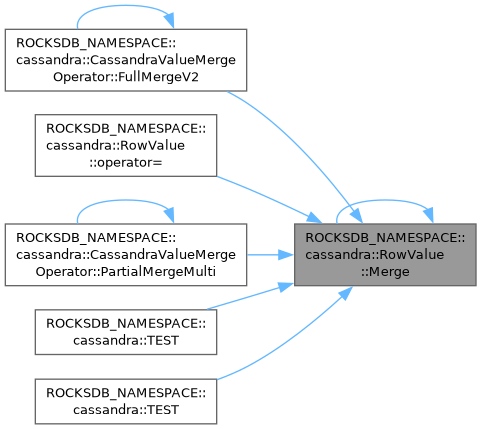 ROCKSDB_NAMESPACE::
cassandra::CassandraValueMerge
Operator::FullMergeV2
ROCKSDB_NAMESPACE::
cassandra::RowValue
::operator=
ROCKSDB_NAMESPACE::
cassandra::CassandraValueMerge
Operator::PartialMergeMulti
ROCKSDB_NAMESPACE::
cassandra::RowValue
::Merge
ROCKSDB_NAMESPACE::
cassandra::TEST
ROCKSDB_NAMESPACE::
cassandra::TEST